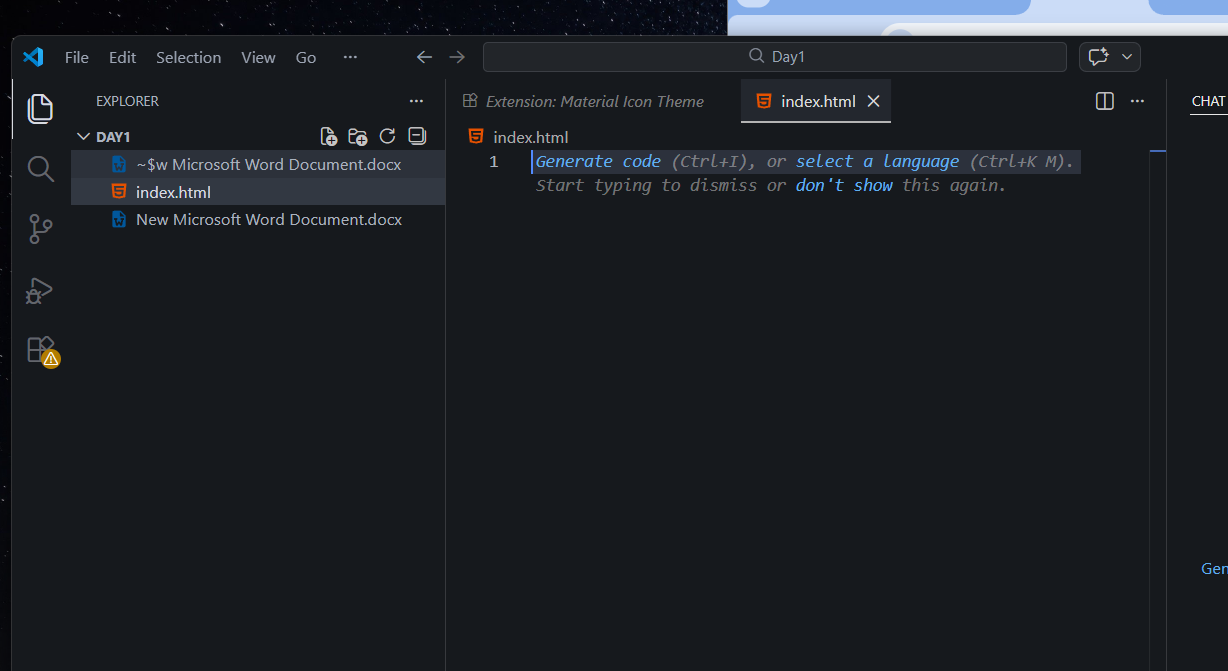 File Edit Selection View Go ...
Day1
EXPLORER ...
Extension: Material Icon Theme
index.html
...
CHAT
DAY1
~$w Microsoft Word Document.docx
index.html
New Microsoft Word Document.docx
index.html
1 Generate code (Ctrl+I), or select a language (Ctrl+K M).
Start typing to dismiss or don't show this again.
Gen